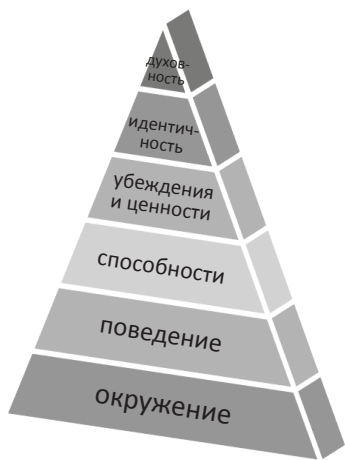 духов-
ность
идентич-
ность
убеждения
и ценности
способности
поведение
окружение